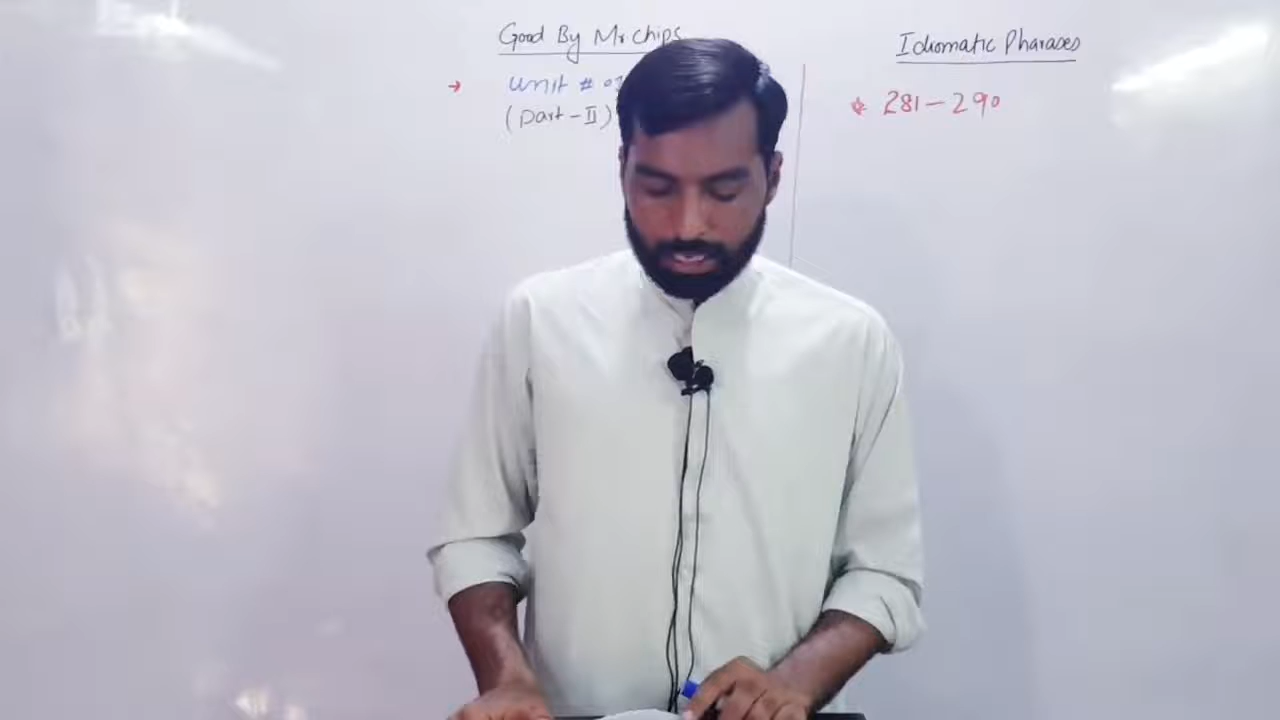 Good By Mr chips
→ Unit #
(Part-II)
Idiomatic Pharases
281-290